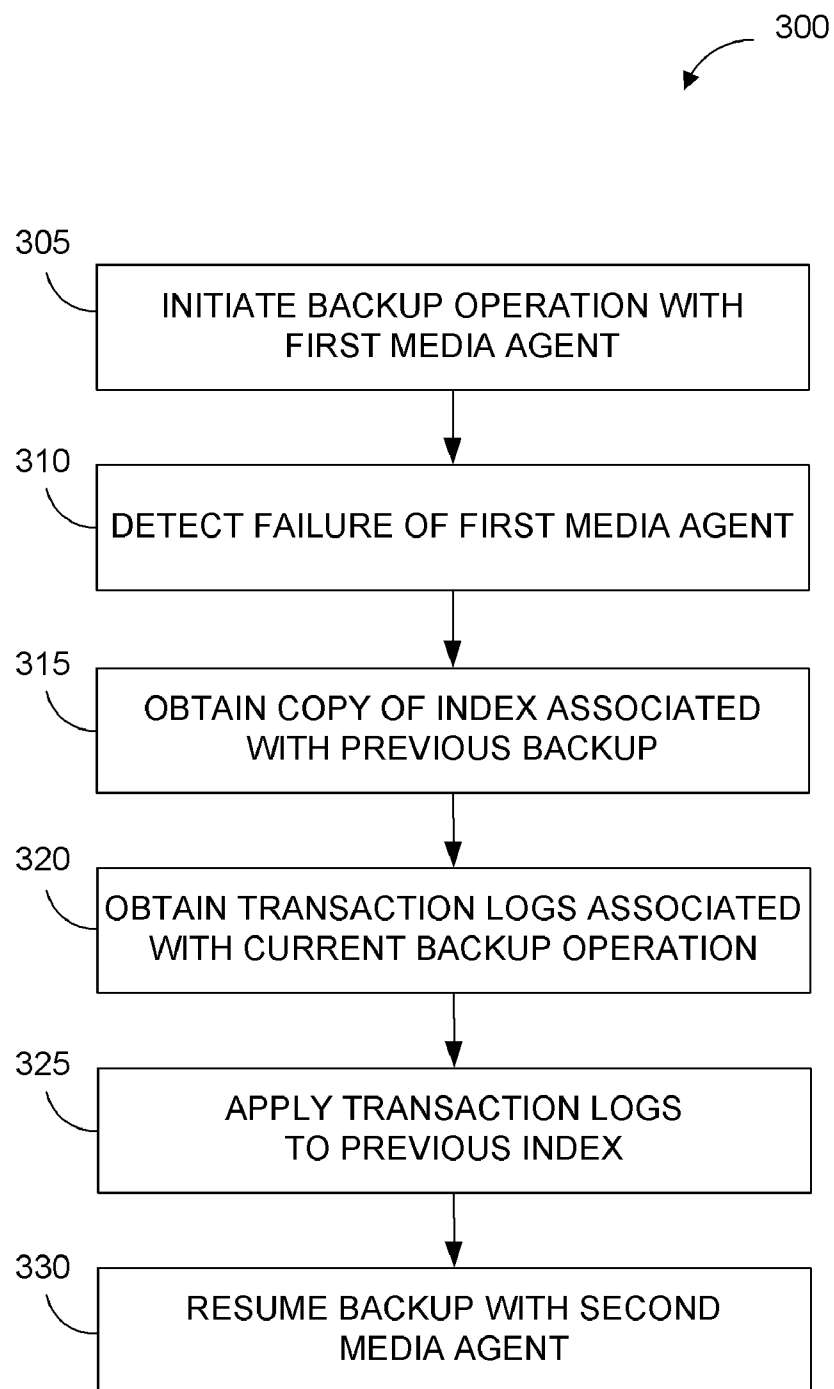 300
305
INITIATE BACKUP OPERATION WITH
FIRST MEDIA AGENT
310
DETECT FAILURE OF FIRST MEDIA AGENT
315
OBTAIN COPY OF INDEX ASSOCIATED
WITH PREVIOUS BACKUP
320
OBTAIN TRANSACTION LOGS ASSOCIATED
WITH CURRENT BACKUP OPERATION
325
APPLY TRANSACTION LOGS
TO PREVIOUS INDEX
330
RESUME BACKUP WITH SECOND
MEDIA AGENT